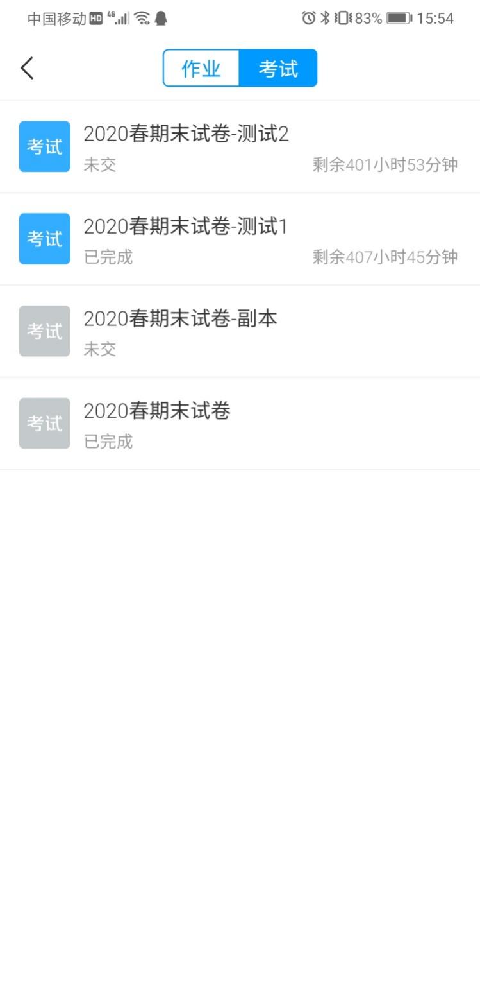 中国移动 HD 4G 83% 15:54
作业 考试
考试 2020春期末试卷-测试2
未交 剩余401小时53分钟
考试 2020春期末试卷-测试1
已完成 剩余407小时45分钟
考试 2020春期末试卷-副本
未交
考试 2020春期末试卷
已完成